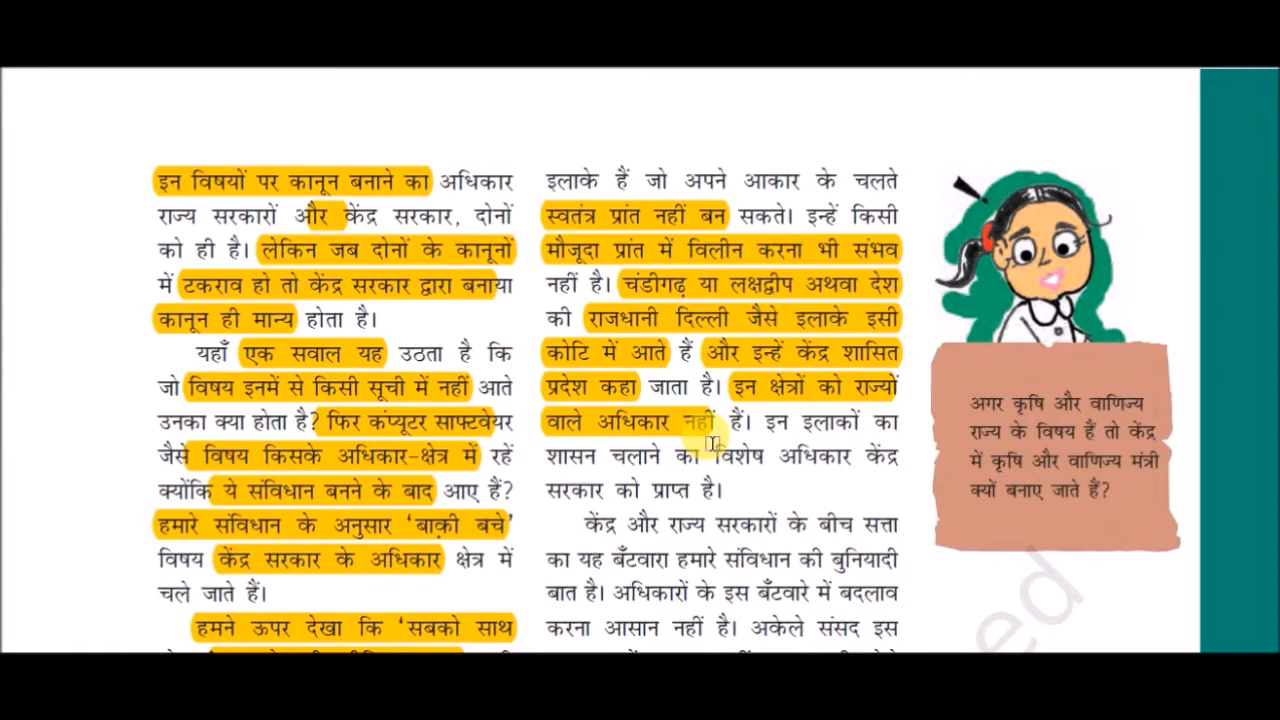 इन विषयों पर कानून बनाने का अधिकार
राज्य सरकारों और केंद्र सरकार, दोनों
को ही है। लेकिन जब दोनों के कानूनों
में टकराव हो तो केंद्र सरकार द्वारा बनाया
कानून ही मान्य होता है।
यहाँ एक सवाल यह उठता है कि
जो विषय इनमें से किसी सूची में नहीं आते
उनका क्या होता है? फिर कंप्यूटर साफ्टवेयर
जैसे विषय किसके अधिकार-क्षेत्र में रहें
क्योंकि ये संविधान बनने के बाद आए हैं?
हमारे संविधान के अनुसार 'बाक़ी बचे'
विषय केंद्र सरकार के अधिकार क्षेत्र में
चले जाते हैं।
हमने ऊपर देखा कि 'सबको साथ
इलाके हैं जो अपने आकार के चलते
स्वतंत्र प्रांत नहीं बन सकते। इन्हें किसी
मौजूदा प्रांत में विलीन करना भी संभव
नहीं है। चंडीगढ़ या लक्षद्वीप अथवा देश
की राजधानी दिल्ली जैसे इलाके इसी
कोटि में आते हैं और इन्हें केंद्र शासित
प्रदेश कहा जाता है। इन क्षेत्रों को राज्यों
वाले अधिकार नहीं हैं। इन इलाकों का
शासन चलाने का विशेष अधिकार केंद्र
सरकार को प्राप्त है।
केंद्र और राज्य सरकारों के बीच सत्ता
का यह बँटवारा हमारे संविधान की बुनियादी
बात है। अधिकारों के इस बँटवारे में बदलाव
करना आसान नहीं है। अकेले संसद इस
अगर कृषि और वाणिज्य
राज्य के विषय हैं तो केंद्र
में कृषि और वाणिज्य मंत्री
क्यों बनाए जाते हैं?
ed